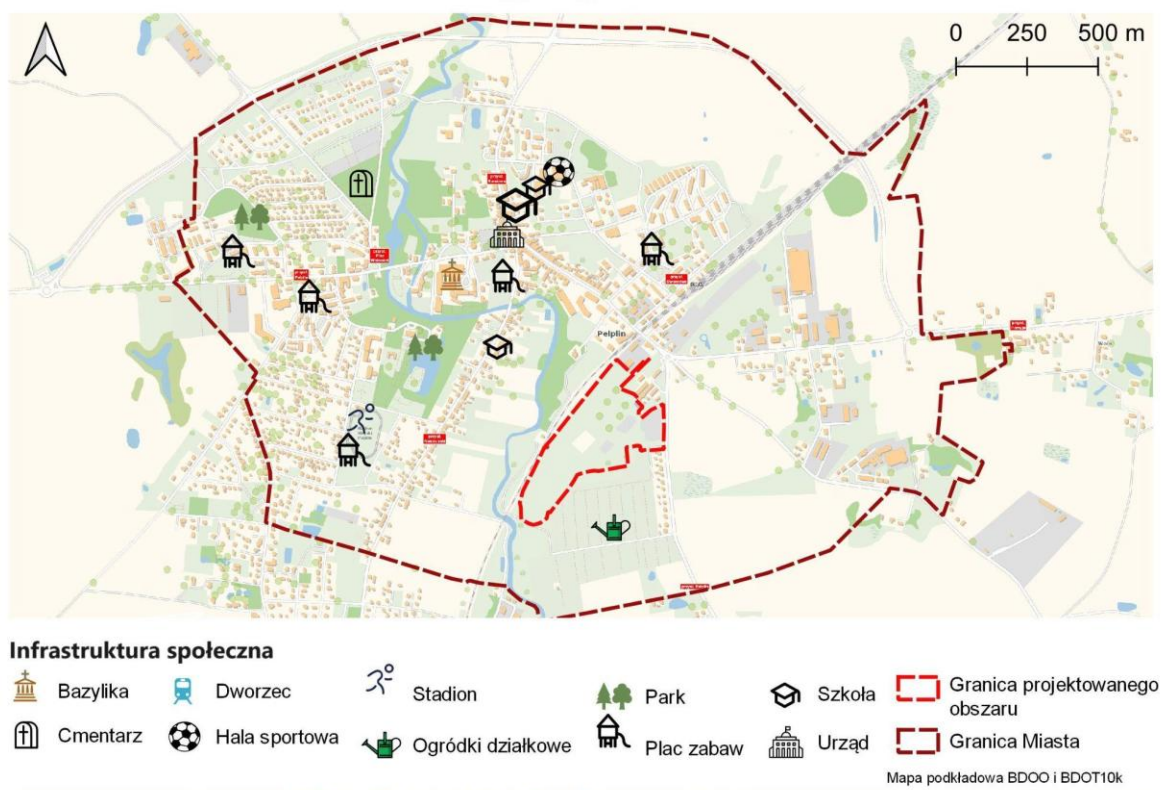 0 250 500 m
Pelplin
Infrastruktura społeczna
Bazylika
Dworzec
Stadion
Park
Szkoła
Granica projektowanego
obszaru
Cmentarz
Hala sportowa
Ogródki działkowe
Plac zabaw
Urząd
Granica Miasta
Mapa podkładowa BDOO i BDOT10k